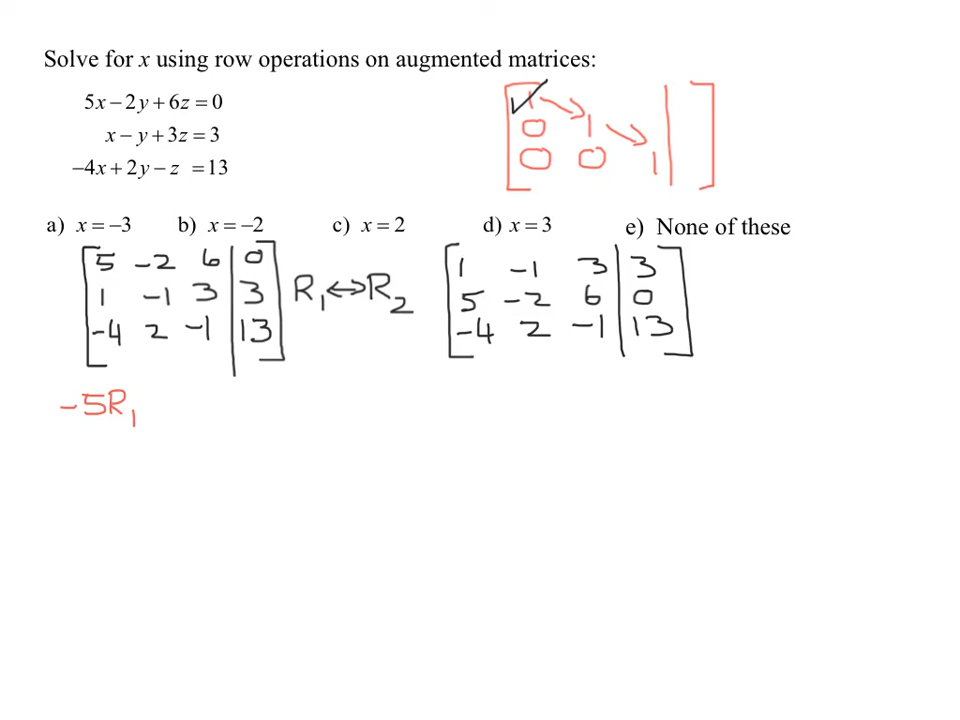 Solve for x using row operations on augmented matrices:
5x − 2y + 6z = 0
x − y + 3z = 3
−4x + 2y − z = 13
1
0 1
0 0 1
a) x = −3 b) x = −2 c) x = 2 d) x = 3 e) None of these
5 -2 6 | 0
1 -1 3 | 3
-4 2 -1 | 13
R₁ ↔ R₂
1 -1 3 | 3
5 -2 6 | 0
-4 2 -1 | 13
-5R₁